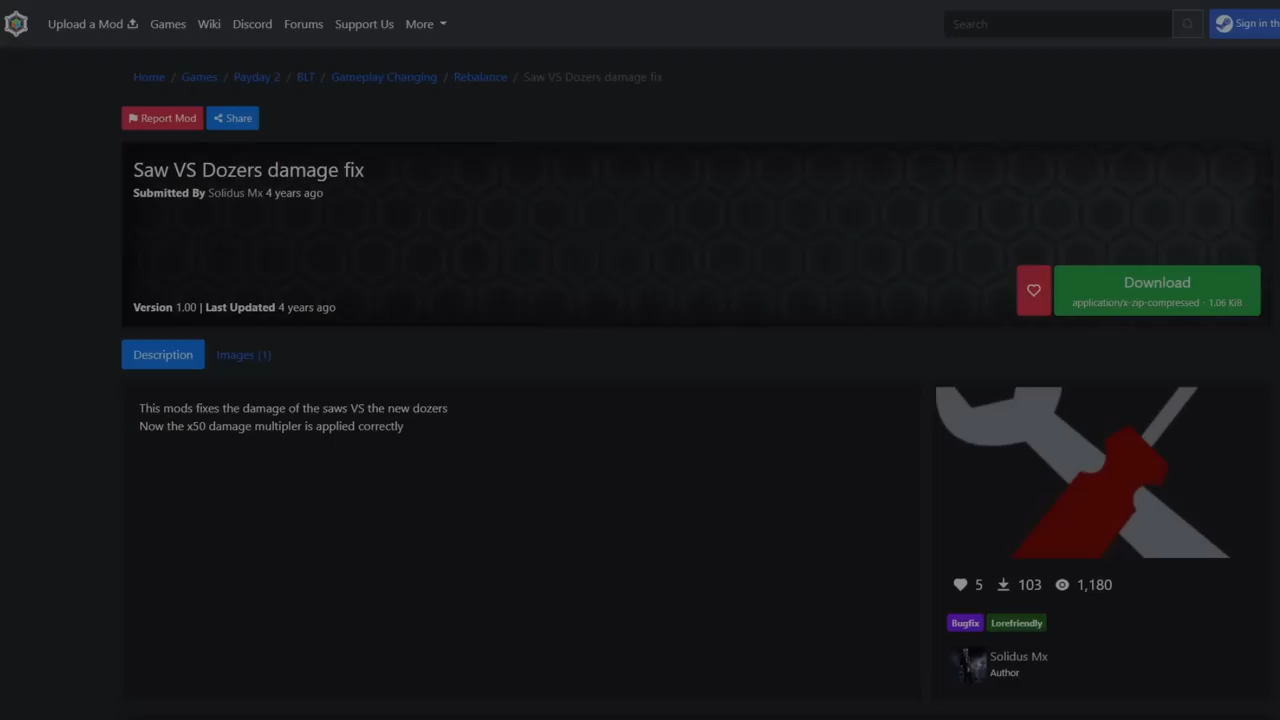 Upload a Mod Games Wiki Discord Forums Support Us More Search Sign in th
Home / Games / Payday 2 / BLT / Gameplay Changing / Rebalance / Saw VS Dozers damage fix
Report Mod Share
Saw VS Dozers damage fix
Submitted By Solidus Mx 4 years ago
Download
application/x-zip-compressed · 1.06 KiB
Version 1.00 | Last Updated 4 years ago
Description Images (1)
This mods fixes the damage of the saws VS the new dozers
Now the x50 damage multipler is applied correctly
5 103 1,180
Bugfix Lorefriendly
Solidus Mx
Author